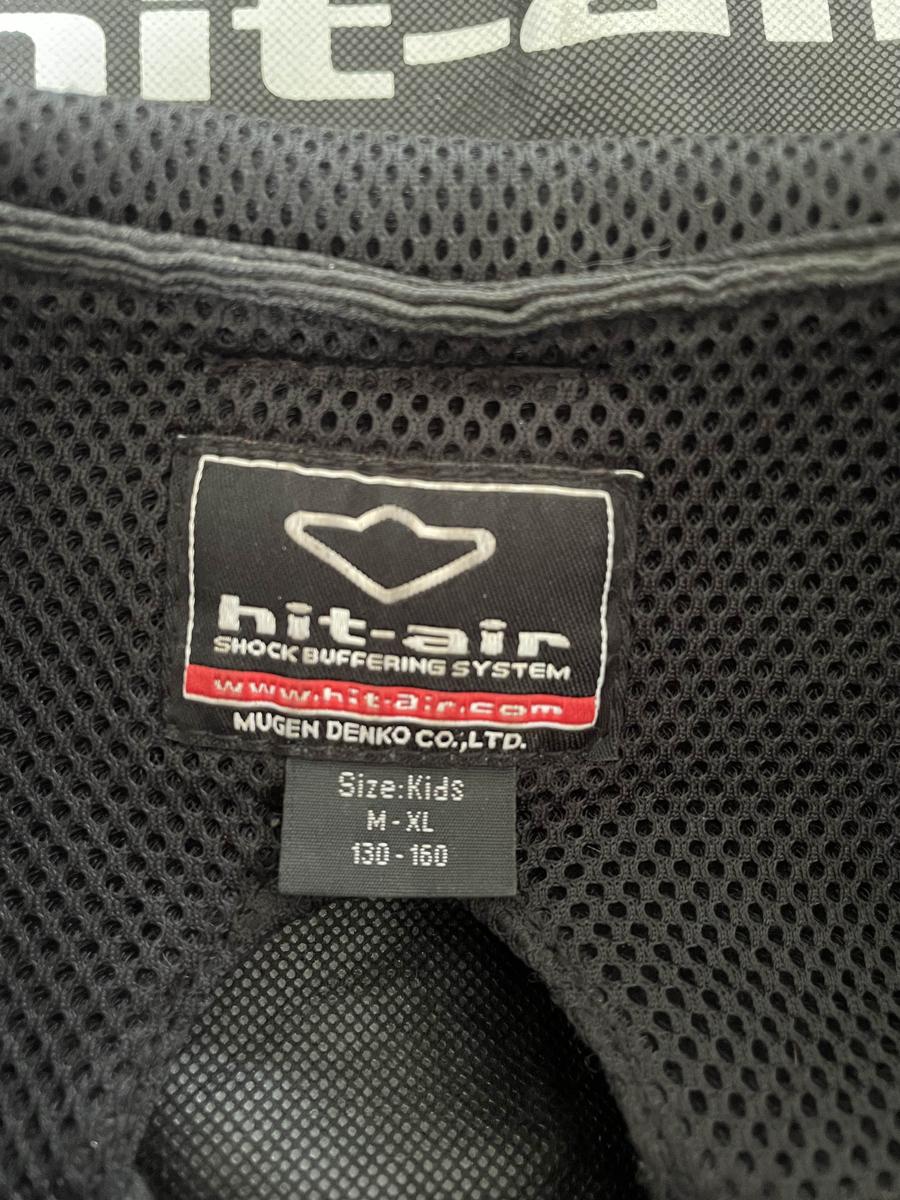 hit-air
hit-air
SHOCK BUFFERING SYSTEM
www.hit-air.com
MUGEN DENKO CO.,LTD.
Size:Kids
M - XL
130 - 160